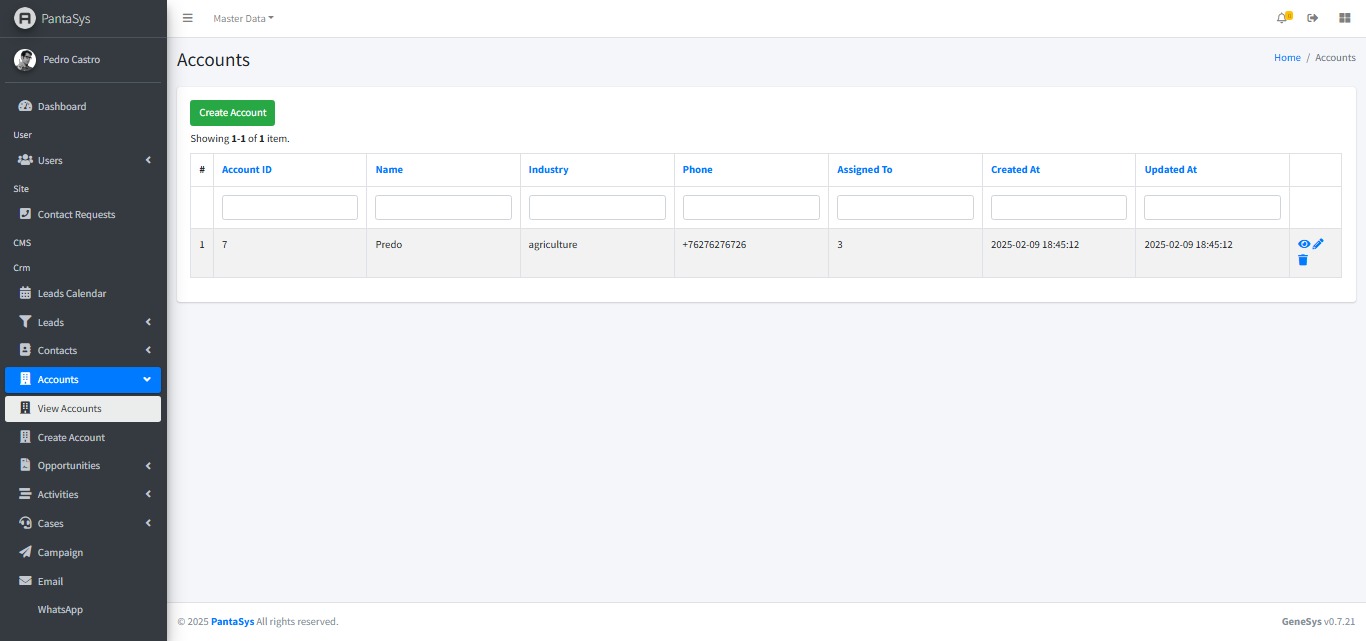 PantaSys
Master Data
Pedro Castro
Dashboard
User
Users
Site
Contact Requests
CMS
Crm
Leads Calendar
Leads
Contacts
Accounts
View Accounts
Create Account
Opportunities
Activities
Cases
Campaign
Email
WhatsApp
Accounts
Home / Accounts
Create Account
Showing 1-1 of 1 item.
# Account ID Name Industry Phone Assigned To Created At Updated At
1 7 Predo agriculture +76276276726 3 2025-02-09 18:45:12 2025-02-09 18:45:12
© 2025 PantaSys All rights reserved.
GeneSys v0.7.21